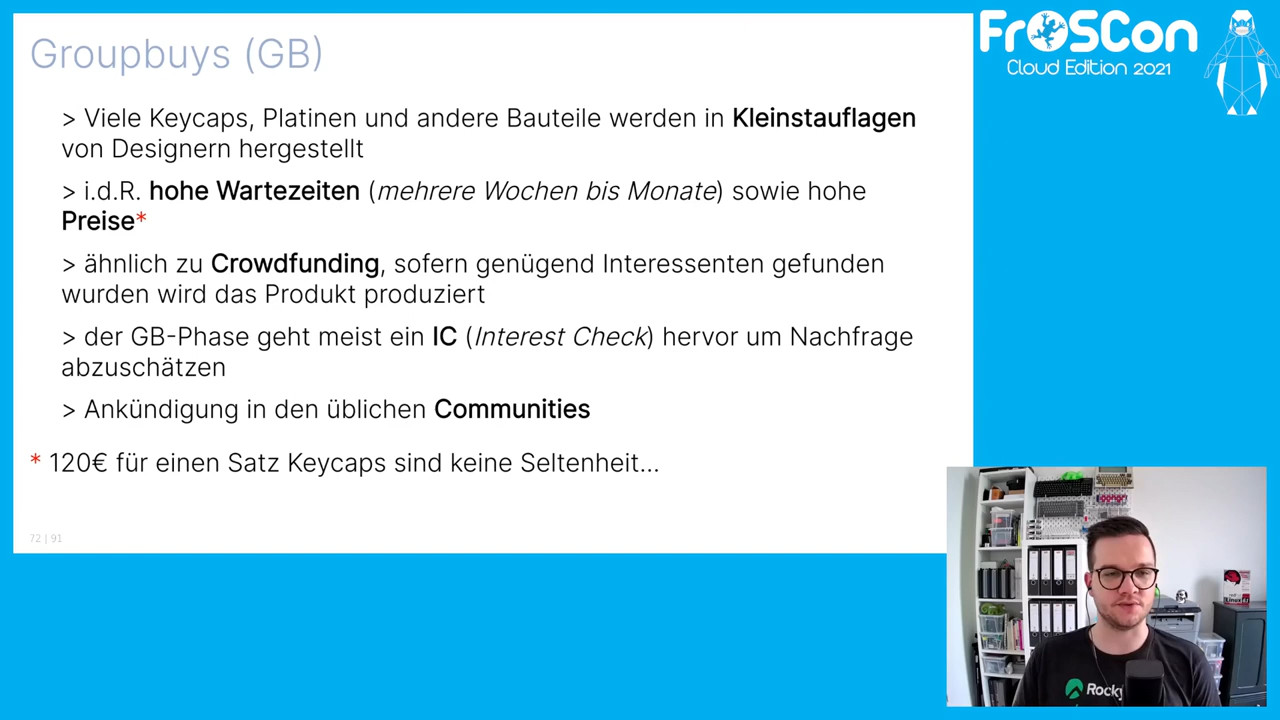 Groupbuys (GB)
> Viele Keycaps, Platinen und andere Bauteile werden in Kleinstauflagen
von Designern hergestellt
> i.d.R. hohe Wartezeiten (mehrere Wochen bis Monate) sowie hohe
Preise*
> ähnlich zu Crowdfunding, sofern genügend Interessenten gefunden
wurden wird das Produkt produziert
> der GB-Phase geht meist ein IC (Interest Check) hervor um Nachfrage
abzuschätzen
> Ankündigung in den üblichen Communities
* 120€ für einen Satz Keycaps sind keine Seltenheit...
72 | 91
FrOSCon
Cloud Edition 2021
Rocky